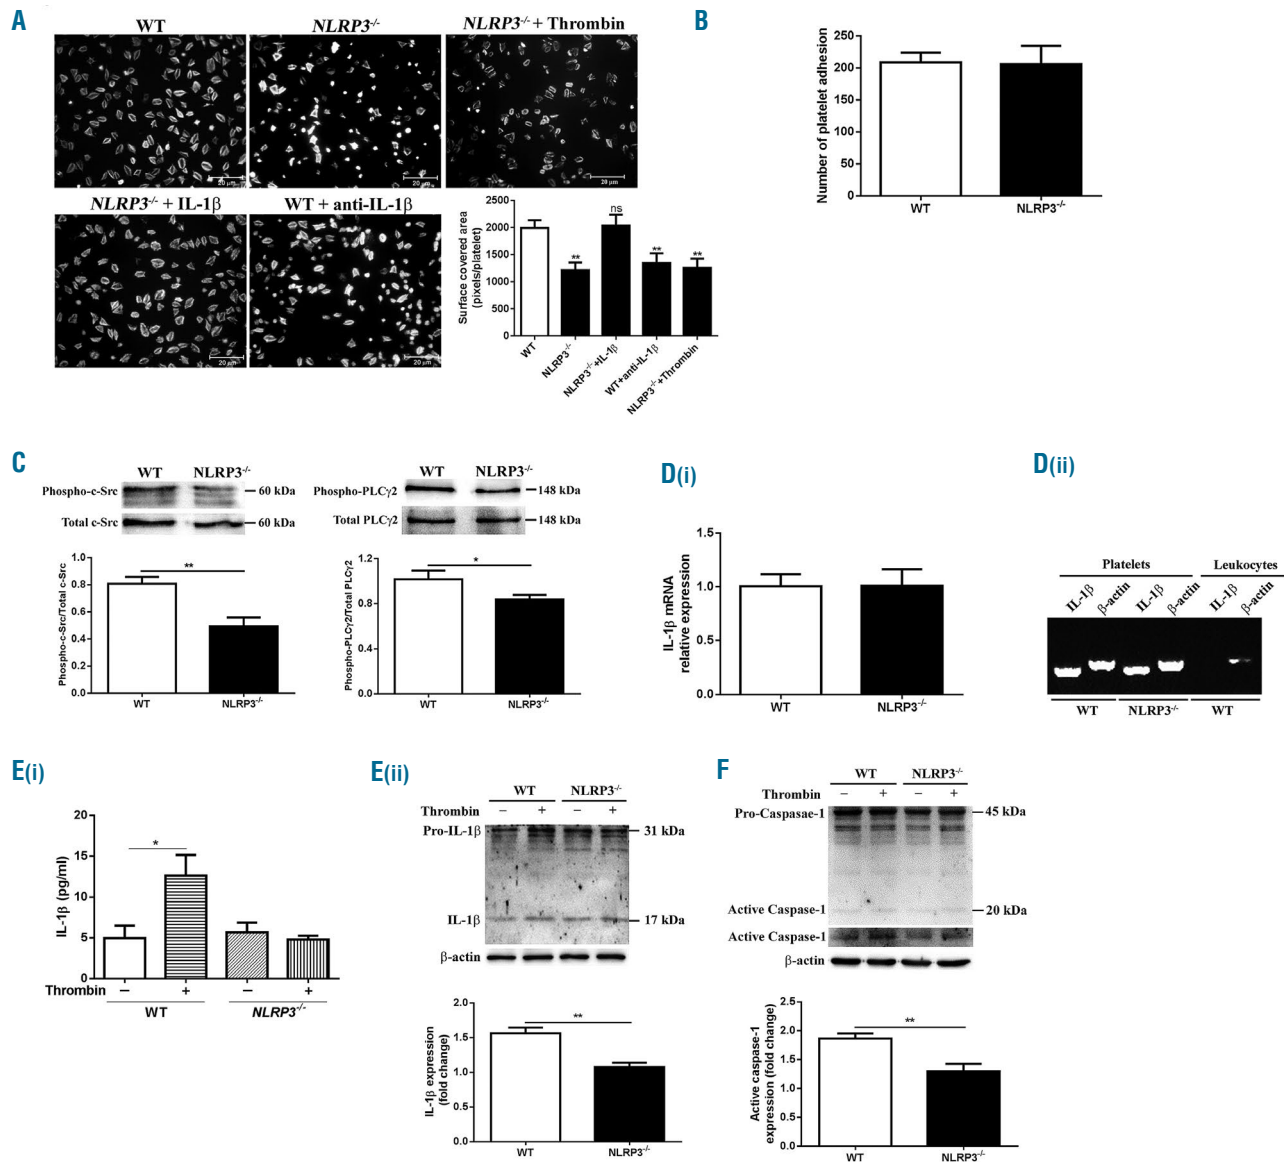 A
WT
NLRP3-/-
NLRP3-/- + Thrombin
20 μm
20 μm
20 μm
NLRP3-/- + IL-1β
WT + anti-IL-1β
20 μm
20 μm
Surface covered area
(pixels/platelet)
2500
2000
1500
1000
500
0
**
ns
**
**
WT
NLRP3-/-
NLRP3-/-+IL-1β
WT+anti-IL-1β
NLRP3-/-+Thrombin
B
Number of platelet adhesion
250
200
150
100
50
0
WT
NLRP3-/-
C
WT
NLRP3-/-
Phospho-c-Src
60 kDa
Total c-Src
60 kDa
Phospho-c-Src/Total c-Src
1.0
0.8
0.6
0.4
0.2
0.0
**
WT
NLRP3-/-
WT
NLRP3-/-
Phospho-PLCγ2
148 kDa
Total PLCγ2
148 kDa
Phospho-PLCγ2/Total PLCγ2
1.2
0.8
0.4
0.0
*
WT
NLRP3-/-
D(i)
IL-1β mRNA
relative expression
1.5
1.0
0.5
0.0
WT
NLRP3-/-
D(ii)
Platelets
Leukocytes
IL-1β
β-actin
IL-1β
β-actin
IL-1β
β-actin
WT
NLRP3-/-
WT
E(i)
IL-1β (pg/ml)
20
15
10
5
0
*
Thrombin
–
+
–
+
WT
NLRP3-/-
E(ii)
WT
NLRP3-/-
Thrombin
–
+
–
+
Pro-IL-1β
31 kDa
IL-1β
17 kDa
β-actin
IL-1β expression
(fold change)
2.0
1.5
1.0
0.5
0.0
**
WT
NLRP3-/-
F
WT
NLRP3-/-
Thrombin
–
+
–
+
Pro-Caspsae-1
45 kDa
Active Caspase-1
20 kDa
Active Caspase-1
β-actin
Active caspase-1
expression (fold change)
2.5
2.0
1.5
1.0
0.5
0.0
**
WT
NLRP3-/-